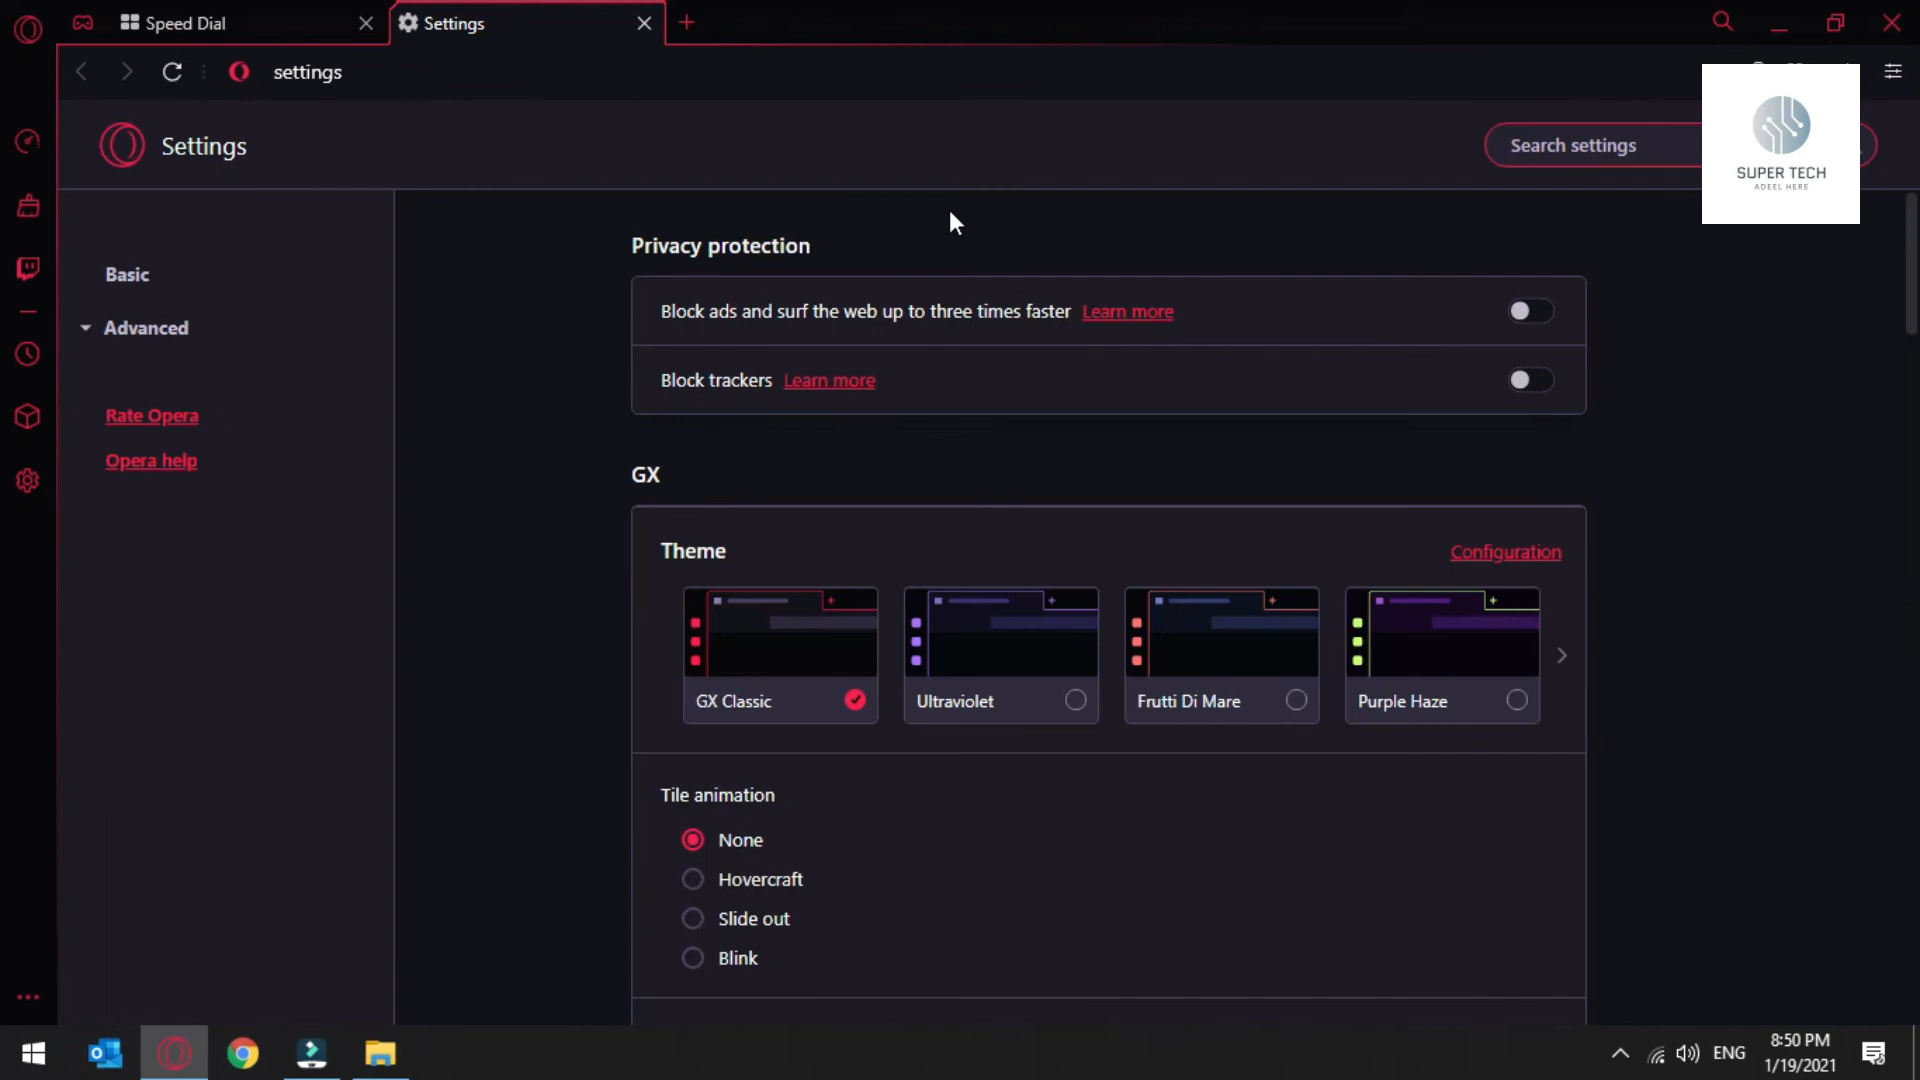 Speed Dial
Settings
settings
Settings
Search settings
SUPER TECH
ADEEL HERE
Basic
Advanced
Rate Opera
Opera help
Privacy protection
Block ads and surf the web up to three times faster Learn more
Block trackers Learn more
GX
Theme
Configuration
GX Classic
Ultraviolet
Frutti Di Mare
Purple Haze
Tile animation
None
Hovercraft
Slide out
Blink
ENG
8:50 PM
1/19/2021